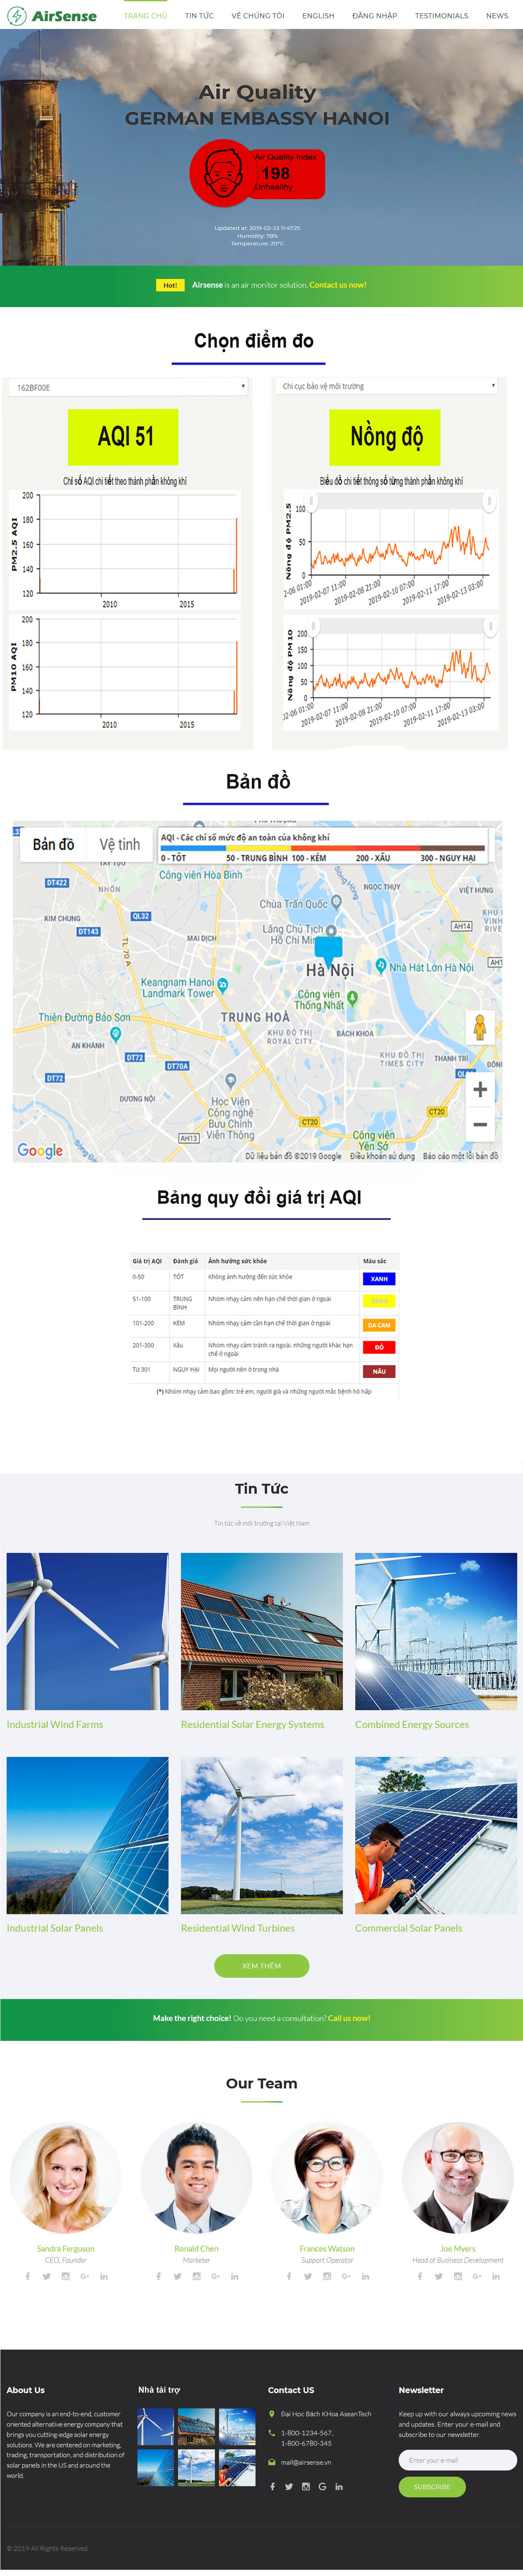 AirSense
TRANG CHỦ TIN TỨC VỀ CHÚNG TÔI ENGLISH ĐĂNG NHẬP TESTIMONIALS NEWS
Air Quality
GERMAN EMBASSY HANOI
Air Quality Index
198
Unhealthy
Updated at: 2019-02-23 11:47:25
Humidity: 78%
Temperature: 20°C
Hot! Airsense is an air monitor solution. Contact us now!
Chọn điểm đo
162BF00E
AQI 51
Chỉ số AQI chi tiết theo thành phần không khí
PM2.5 AQI
200
180
160
140
120
2010 2015
PM10 AQI
200
180
160
140
120
2010 2015
Chi cục bảo vệ môi trường
Nồng độ
Biểu đồ chi tiết thông số từng thành phần không khí
Nồng độ PM2.5
100
50
0
2-06 01:00 2019-02-07 11:00 2019-02-08 21:00 2019-02-10 07:00 2019-02-11 17:00 2019-02-13 03:00
Nồng độ PM10
200
150
100
50
0
02-06 01:00 2019-02-07 11:00 2019-02-08 21:00 2019-02-10 07:00 2019-02-11 17:00 2019-02-13 03:00
Bản đồ
Bản đồ Vệ tinh
AQI - Các chỉ số mức độ an toàn của không khí
0 - TỐT 50 - TRUNG BÌNH 100 - KÉM 200 - XẤU 300 - NGUY HẠI
TÂY TỰU
Công viên Hòa Bình
DT422
NHÓN
NGỌC THỤY
VIỆT HƯNG
Sông Hồng
Chùa Trấn Quốc
KIM CHUNG
QL32
DT143
AH14
Lăng Chủ Tịch
Hồ Chí Min
MAI DỊCH
TL.70 A
Hà Nội
Nhà Hát Lớn Hà Nội
AH1
Keangnam Hanoi
Landmark Tower
Công viên
Thống Nhất
Thiên Đường Bảo Sơn
TRUNG HOÀ
KHU ĐÔ THỊ
ROYAL CITY
BÁCH KHOA
AN KHÁNH
DT72
DT70A
KHU ĐÔ THỊ
TIMES CITY
THANH TRÌ
DT72
DƯƠNG NỘI
Học Viện
Công nghệ
Bưu Chính
Viễn Thông
CT20
CT20
AH13
Công viên
Yên Sở
Google
Dữ liệu bản đồ ©2019 Google Điều khoản sử dụng Báo cáo một lỗi bản đồ
Bảng quy đổi giá trị AQI
Giá trị AQI Đánh giá Ảnh hưởng sức khỏe Màu sắc
0-50 TỐT Không ảnh hưởng đến sức khỏe XANH
51-100 TRUNG BÌNH Nhóm nhạy cảm nên hạn chế thời gian ở ngoài
101-200 KÉM Nhóm nhạy cảm cần hạn chế thời gian ở ngoài DA CAM
201-300 Xấu Nhóm nhạy cảm tránh ra ngoài, những người khác hạn
chế ở ngoài ĐỎ
Từ 301 NGUY HẠI Mọi người nên ở trong nhà NÂU
(*) Nhóm nhạy cảm bao gồm: trẻ em, người già và những người mắc bệnh hô hấp
Tin Tức
Tin tức về môi trường tại Việt Nam.
Industrial Wind Farms
Residential Solar Energy Systems
Combined Energy Sources
Industrial Solar Panels
Residential Wind Turbines
Commercial Solar Panels
XEM THÊM
Make the right choice! Do you need a consultation? Call us now!
Our Team
Sandra Ferguson
CEO, Founder
Ronald Chen
Marketer
Frances Watson
Support Operator
Joe Myers
Head of Business Development
About Us
Our company is an end-to-end, customer
oriented alternative energy company that
brings you cutting-edge solar energy
solutions. We are centered on marketing,
trading, transportation, and distribution of
solar panels in the US and around the
world.
Nhà tài trợ
Contact US
Đại Học Bách KHoa AseanTech
1-800-1234-567,
1-800-6780-345
mail@airsense.vn
Newsletter
Keep up with our always upcoming news
and updates. Enter your e-mail and
subscribe to our newsletter.
Enter your e-mail
SUBSCRIBE
© 2019 All Rights Reserved